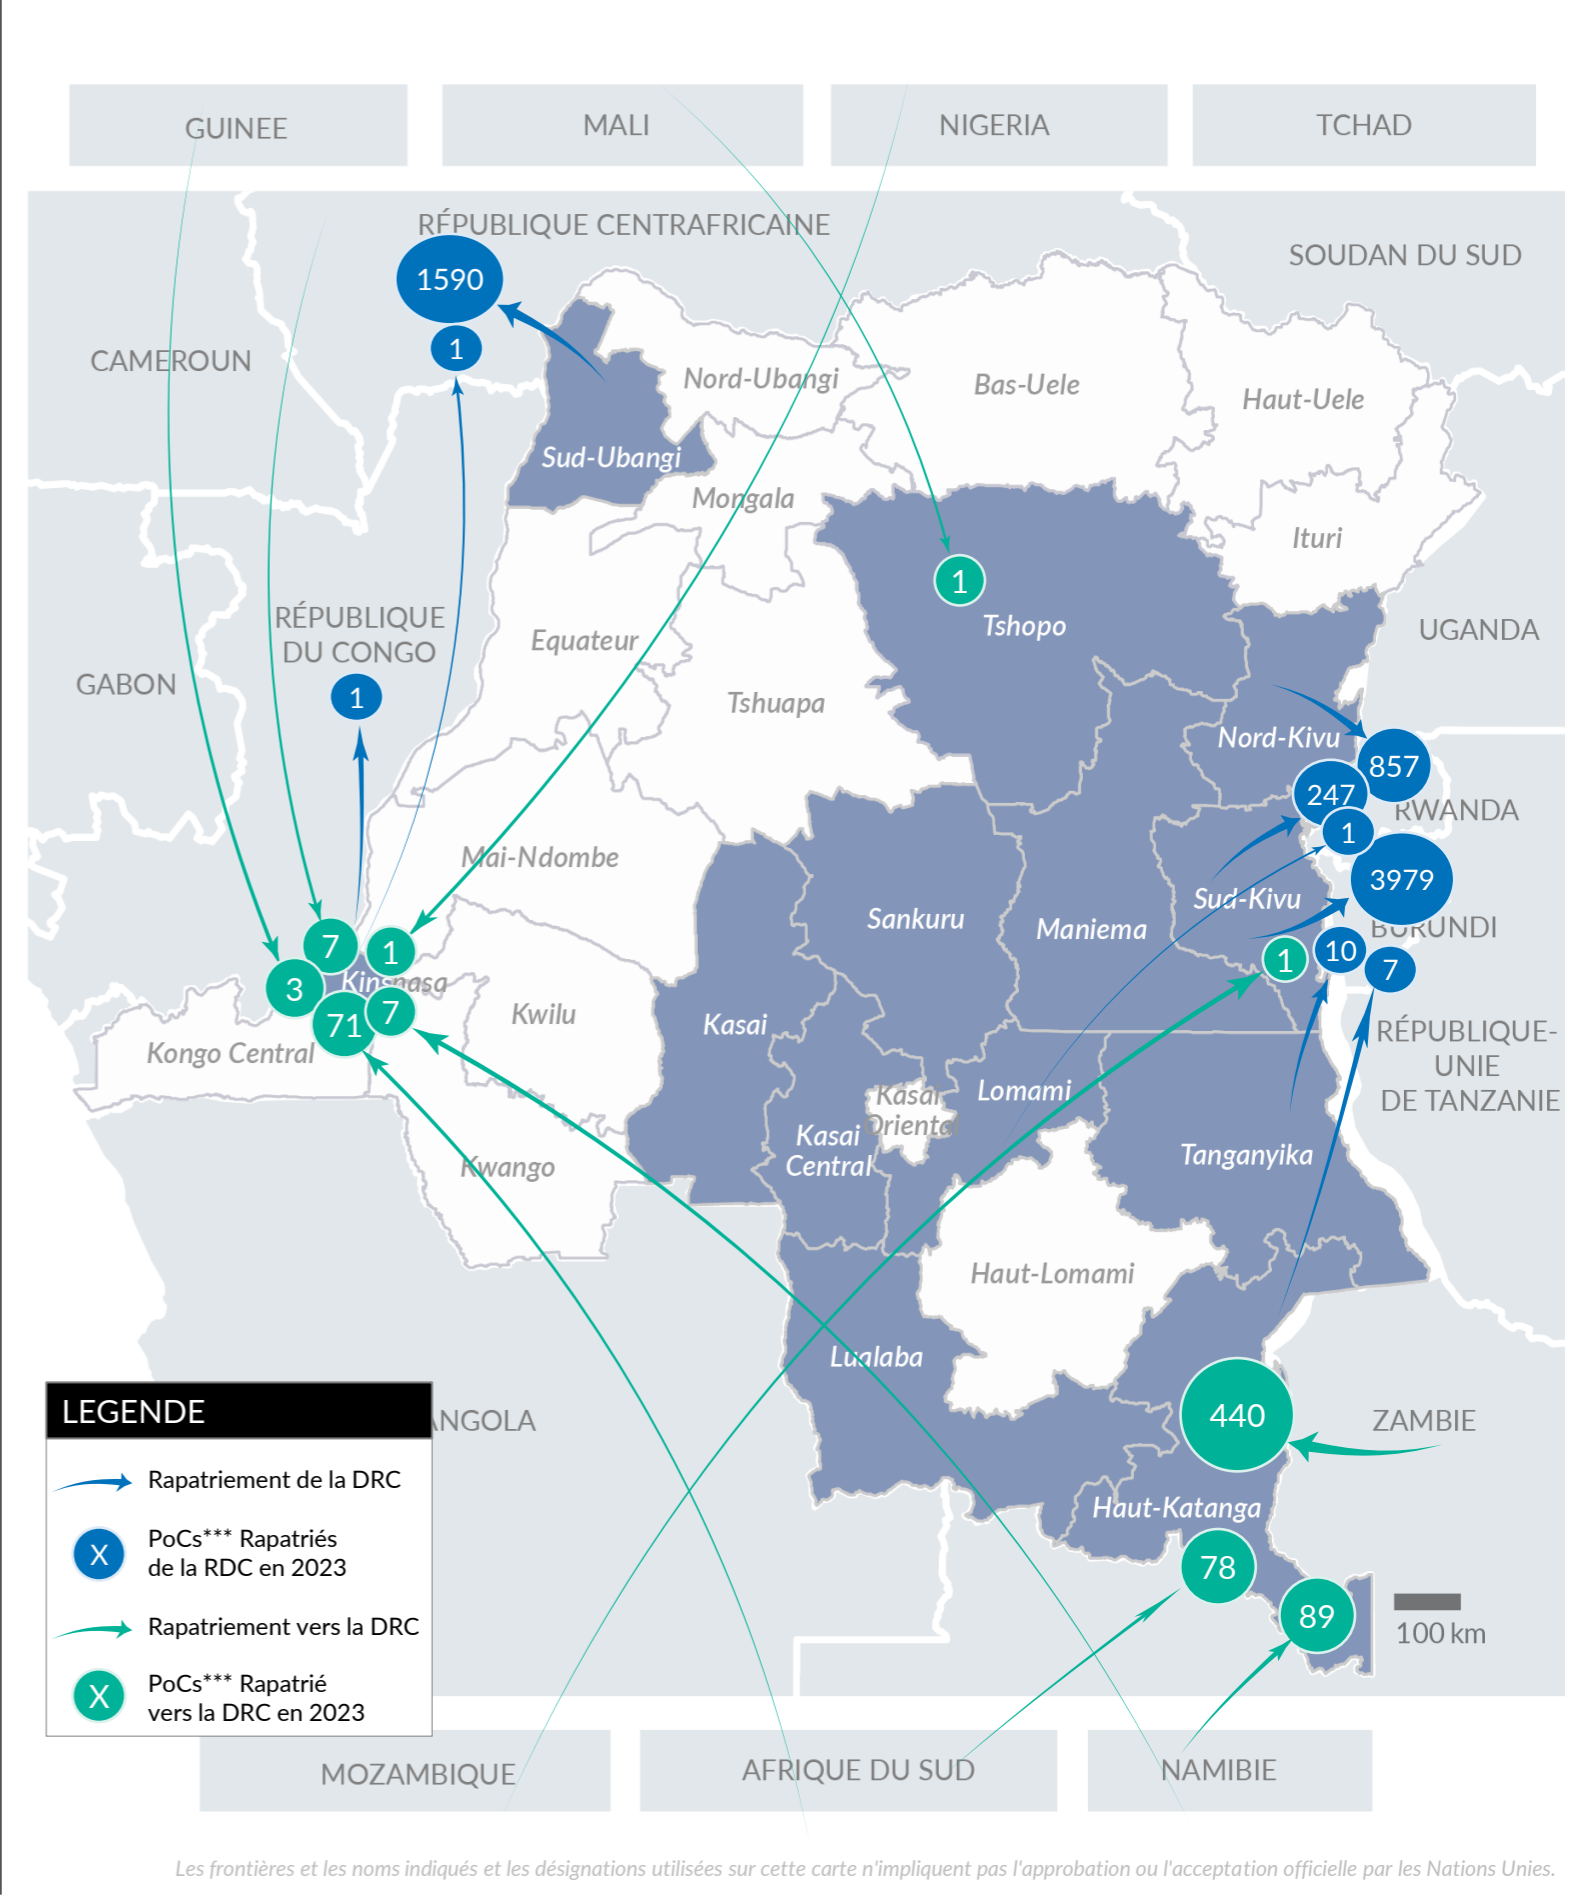 GUINEE
MALI
NIGERIA
TCHAD
RÉPUBLIQUE CENTRAFRICAINE
SOUDAN DU SUD
1590
1
CAMEROUN
Nord-Ubangi
Bas-Uele
Haut-Uele
Sud-Ubangi
Mongala
Ituri
1
Tshopo
RÉPUBLIQUE
DU CONGO
Equateur
UGANDA
GABON
1
Tshuapa
Nord-Kivu
857
247
RWANDA
1
Mai-Ndombe
3979
Sud-Kivu
Sankuru
Maniema
BURUNDI
7
1
1
10
7
Kinshasa
3
71
7
Kwilu
Kasai
Kongo Central
RÉPUBLIQUE-
UNIE
DE TANZANIE
Lomami
Kasai
Oriental
Kasai
Central
Tanganyika
Kwango
Haut-Lomami
Lualaba
440
ZAMBIE
ANGOLA
Haut-Katanga
78
89
100 km
LEGENDE
Rapatriement de la DRC
X
PoCs*** Rapatriés
de la RDC en 2023
Rapatriement vers la DRC
X
PoCs*** Rapatrié
vers la DRC en 2023
MOZAMBIQUE
AFRIQUE DU SUD
NAMIBIE
Les frontières et les noms indiqués et les désignations utilisées sur cette carte n'impliquent pas l'approbation ou l'acceptation officielle par les Nations Unies.